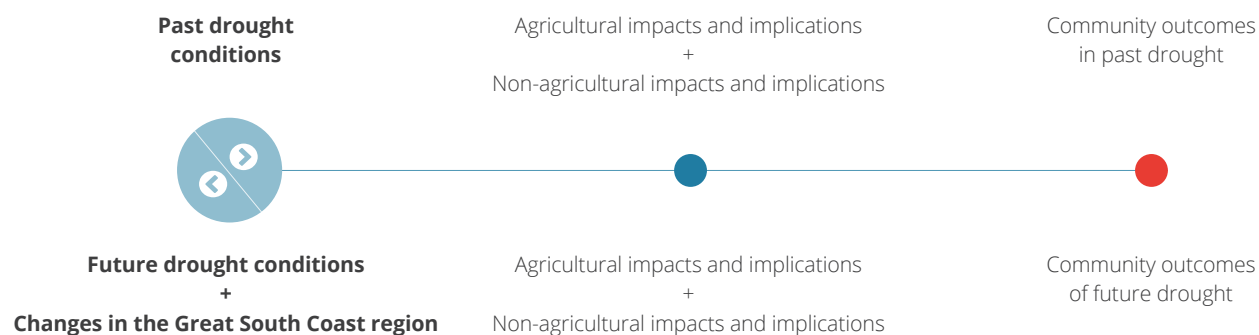 Past drought
conditions
Agricultural impacts and implications
+
Non-agricultural impacts and implications
Community outcomes
in past drought
Future drought conditions
+
Changes in the Great South Coast region
Agricultural impacts and implications
+
Non-agricultural impacts and implications
Community outcomes
of future drought